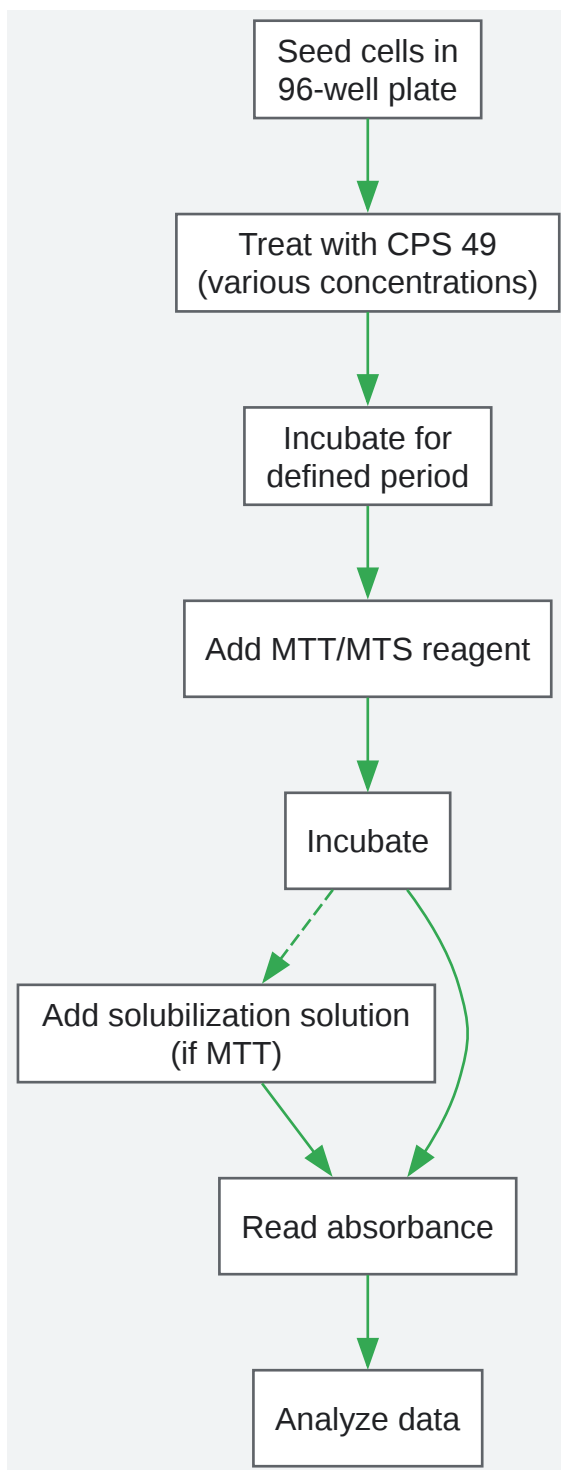 Seed cells in
96-well plate
Treat with CPS 49
(various concentrations)
Incubate for
defined period
Add MTT/MTS reagent
Incubate
Add solubilization solution
(if MTT)
Read absorbance
Analyze data